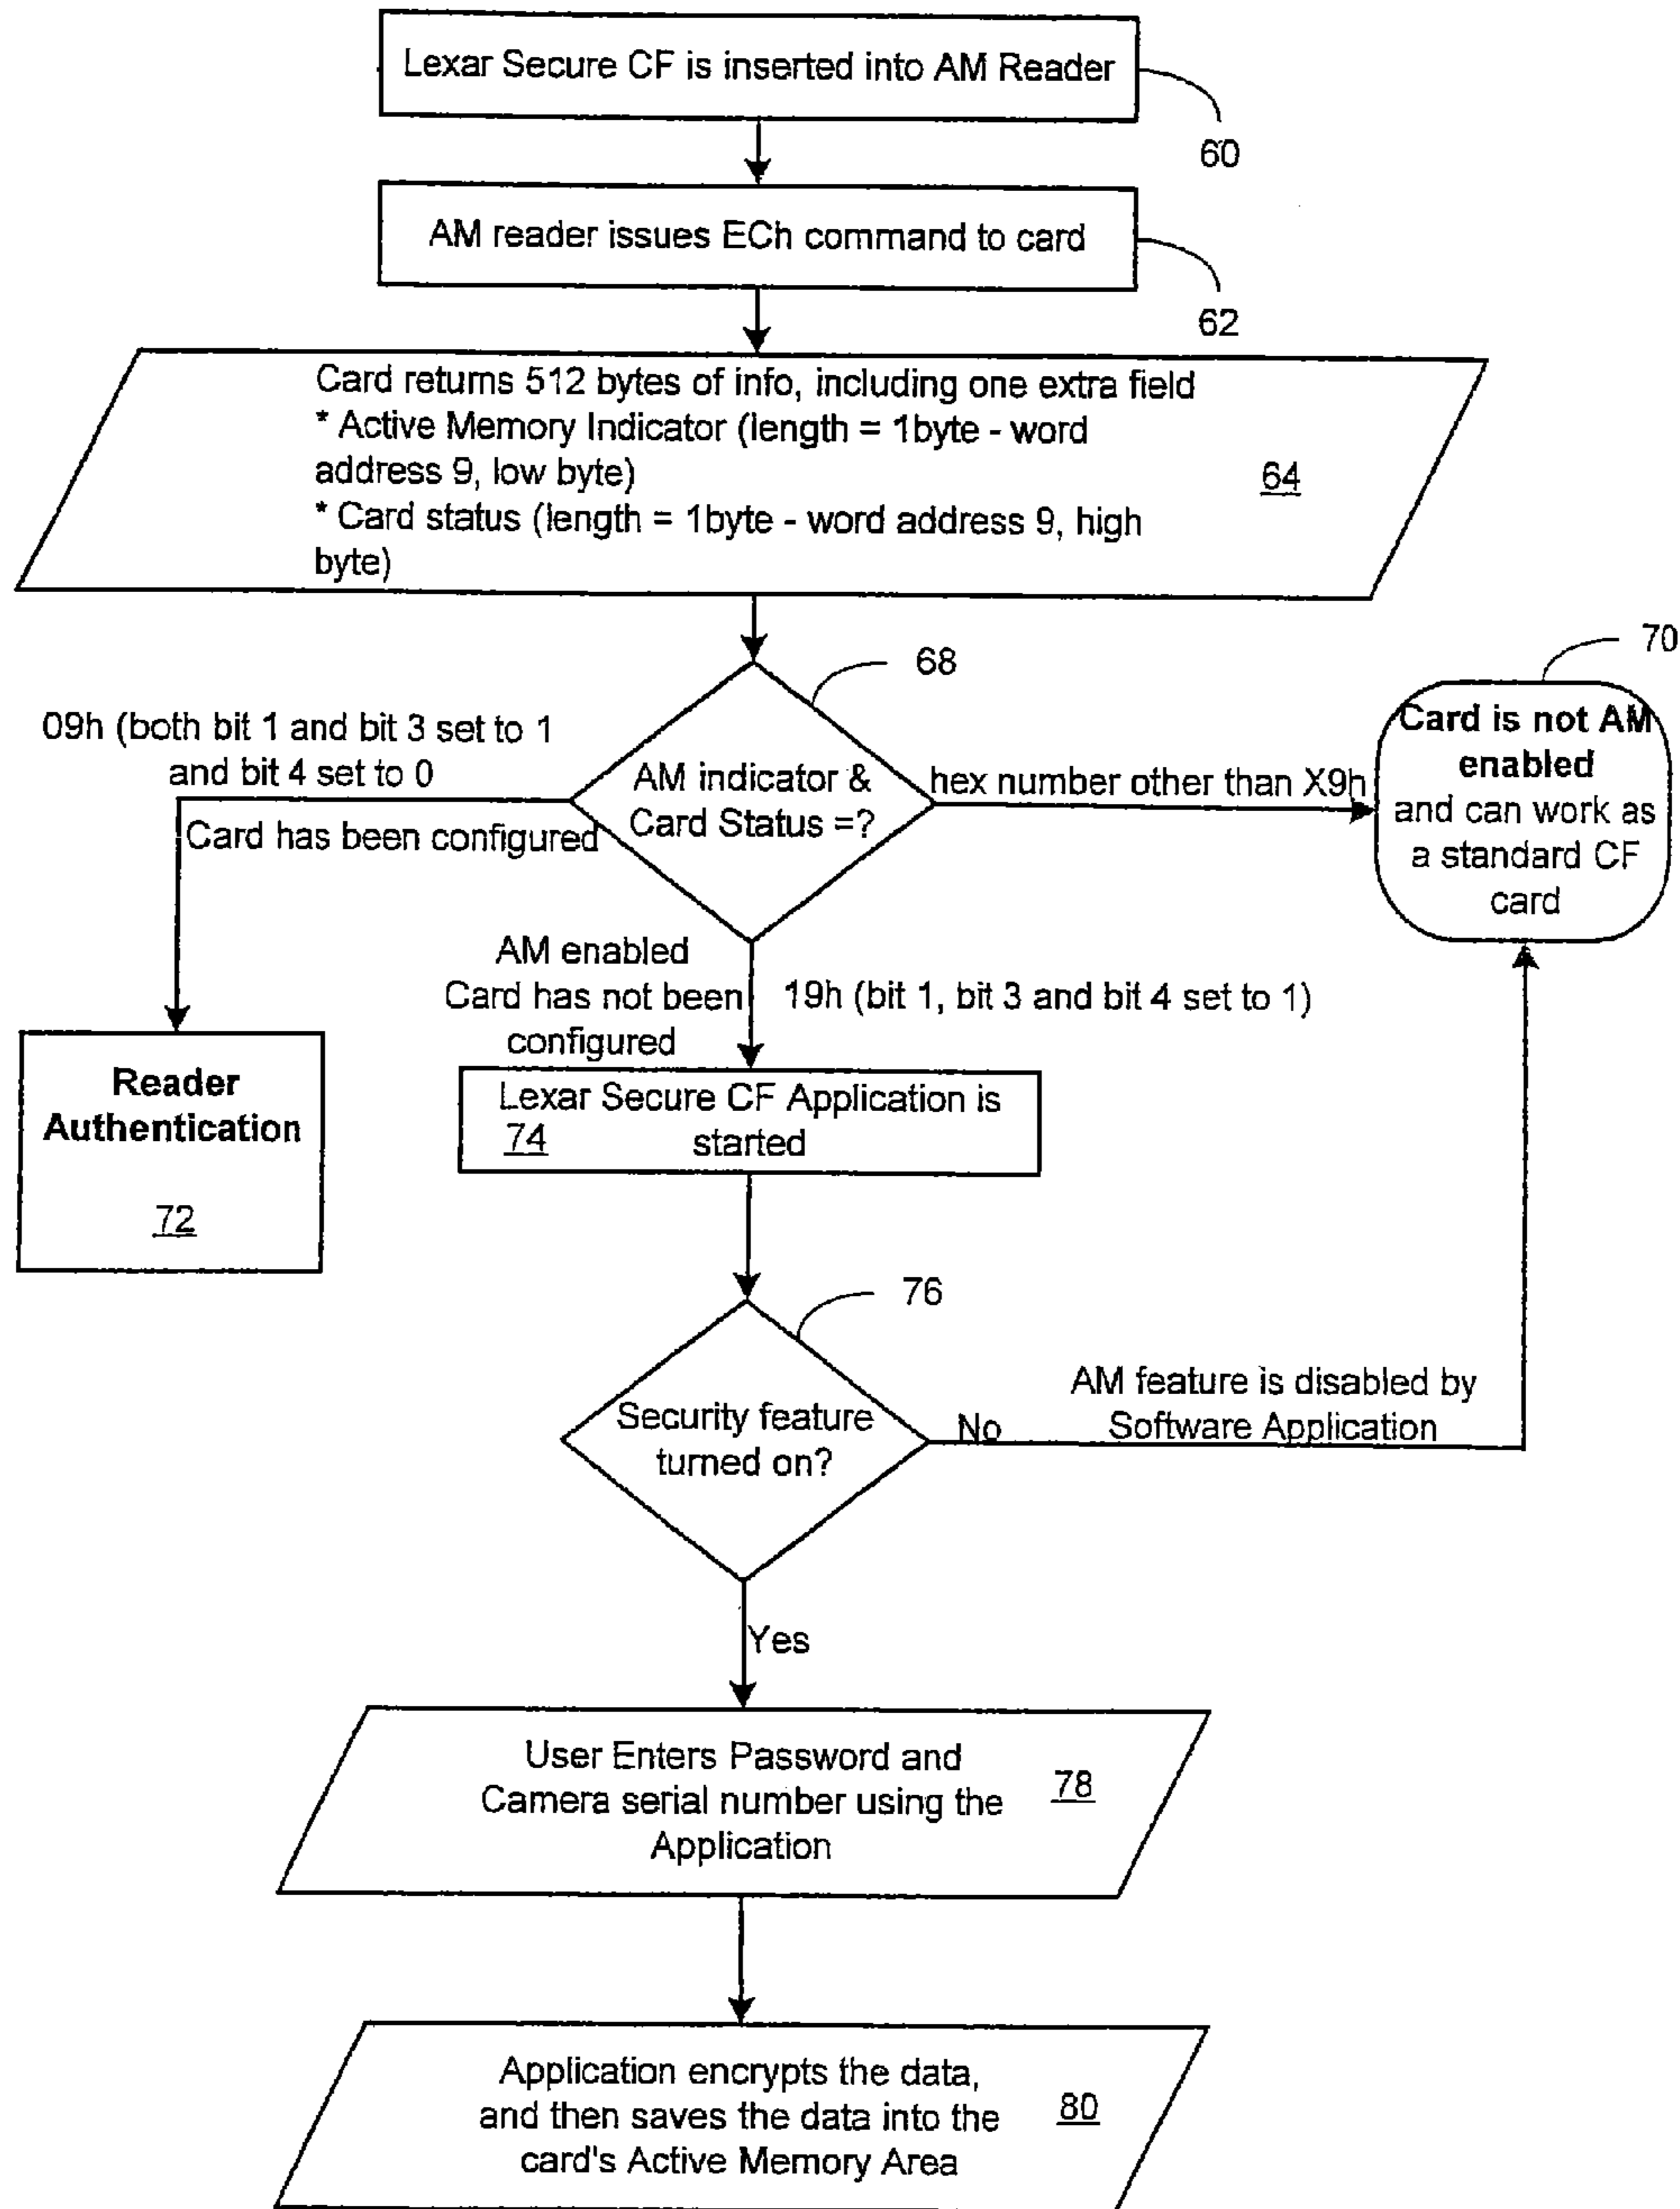 Lexar Secure CF is inserted into AM Reader
60
AM reader issues ECh command to card
62
Card returns 512 bytes of info, including one extra field
* Active Memory Indicator (length = 1byte - word
address 9, low byte)
* Card status (length = 1byte - word address 9, high
byte)
64
68
70
09h (both bit 1 and bit 3 set to 1
and bit 4 set to 0
Card has been configured
AM indicator &
Card Status =?
hex number other than X9h
Card is not AM
enabled
and can work as
a standard CF
card
AM enabled
Card has not been
configured
19h (bit 1, bit 3 and bit 4 set to 1)
Reader
Authentication
72
Lexar Secure CF Application is
74 started
76
Security feature
turned on?
No
AM feature is disabled by
Software Application
Yes
User Enters Password and
Camera serial number using the
Application
78
Application encrypts the data,
and then saves the data into the
card's Active Memory Area
80